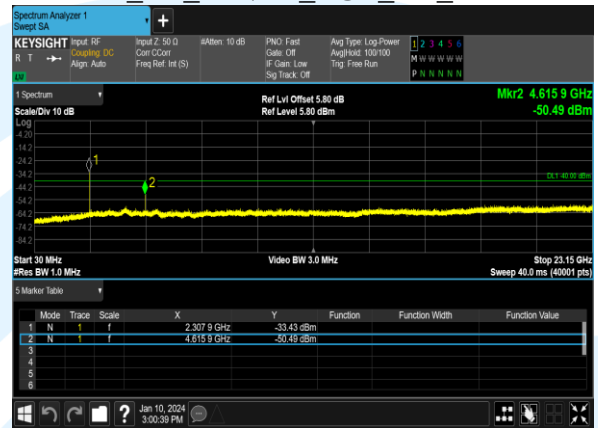 Spectrum Analyzer 1
Swept SA
+
KEYSIGHT Input: RF Input Z: 50 Ω #Atten: 10 dB PNO: Fast Avg Type: Log-Power 1 2 3 4 5 6
R T Coupling: DC Corr CCorr Gate: Off Avg|Hold: 100/100 M W W W W W
Align: Auto Freq Ref: Int (S) IF Gain: Low Trig: Free Run
LW Sig Track: Off P N N N N N
1 Spectrum Mkr2 4.615 9 GHz
Ref Lvl Offset 5.80 dB
Scale/Div 10 dB Ref Level 5.80 dBm -50.49 dBm
Log
-4.20
-14.2
-24.2
1
-34.2
DL1 -40.00 dBm
-44.2
2
-54.2
-64.2
-74.2
-84.2
Start 30 MHz Video BW 3.0 MHz Stop 23.15 GHz
#Res BW 1.0 MHz Sweep 40.0 ms (40001 pts)
5 Marker Table
Mode Trace Scale X Y Function Function Width Function Value
1 N 1 f 2.307 9 GHz -33.43 dBm
2 N 1 f 4.615 9 GHz -50.49 dBm
3
4
5
6
? Jan 10, 2024
3:00:39 PM